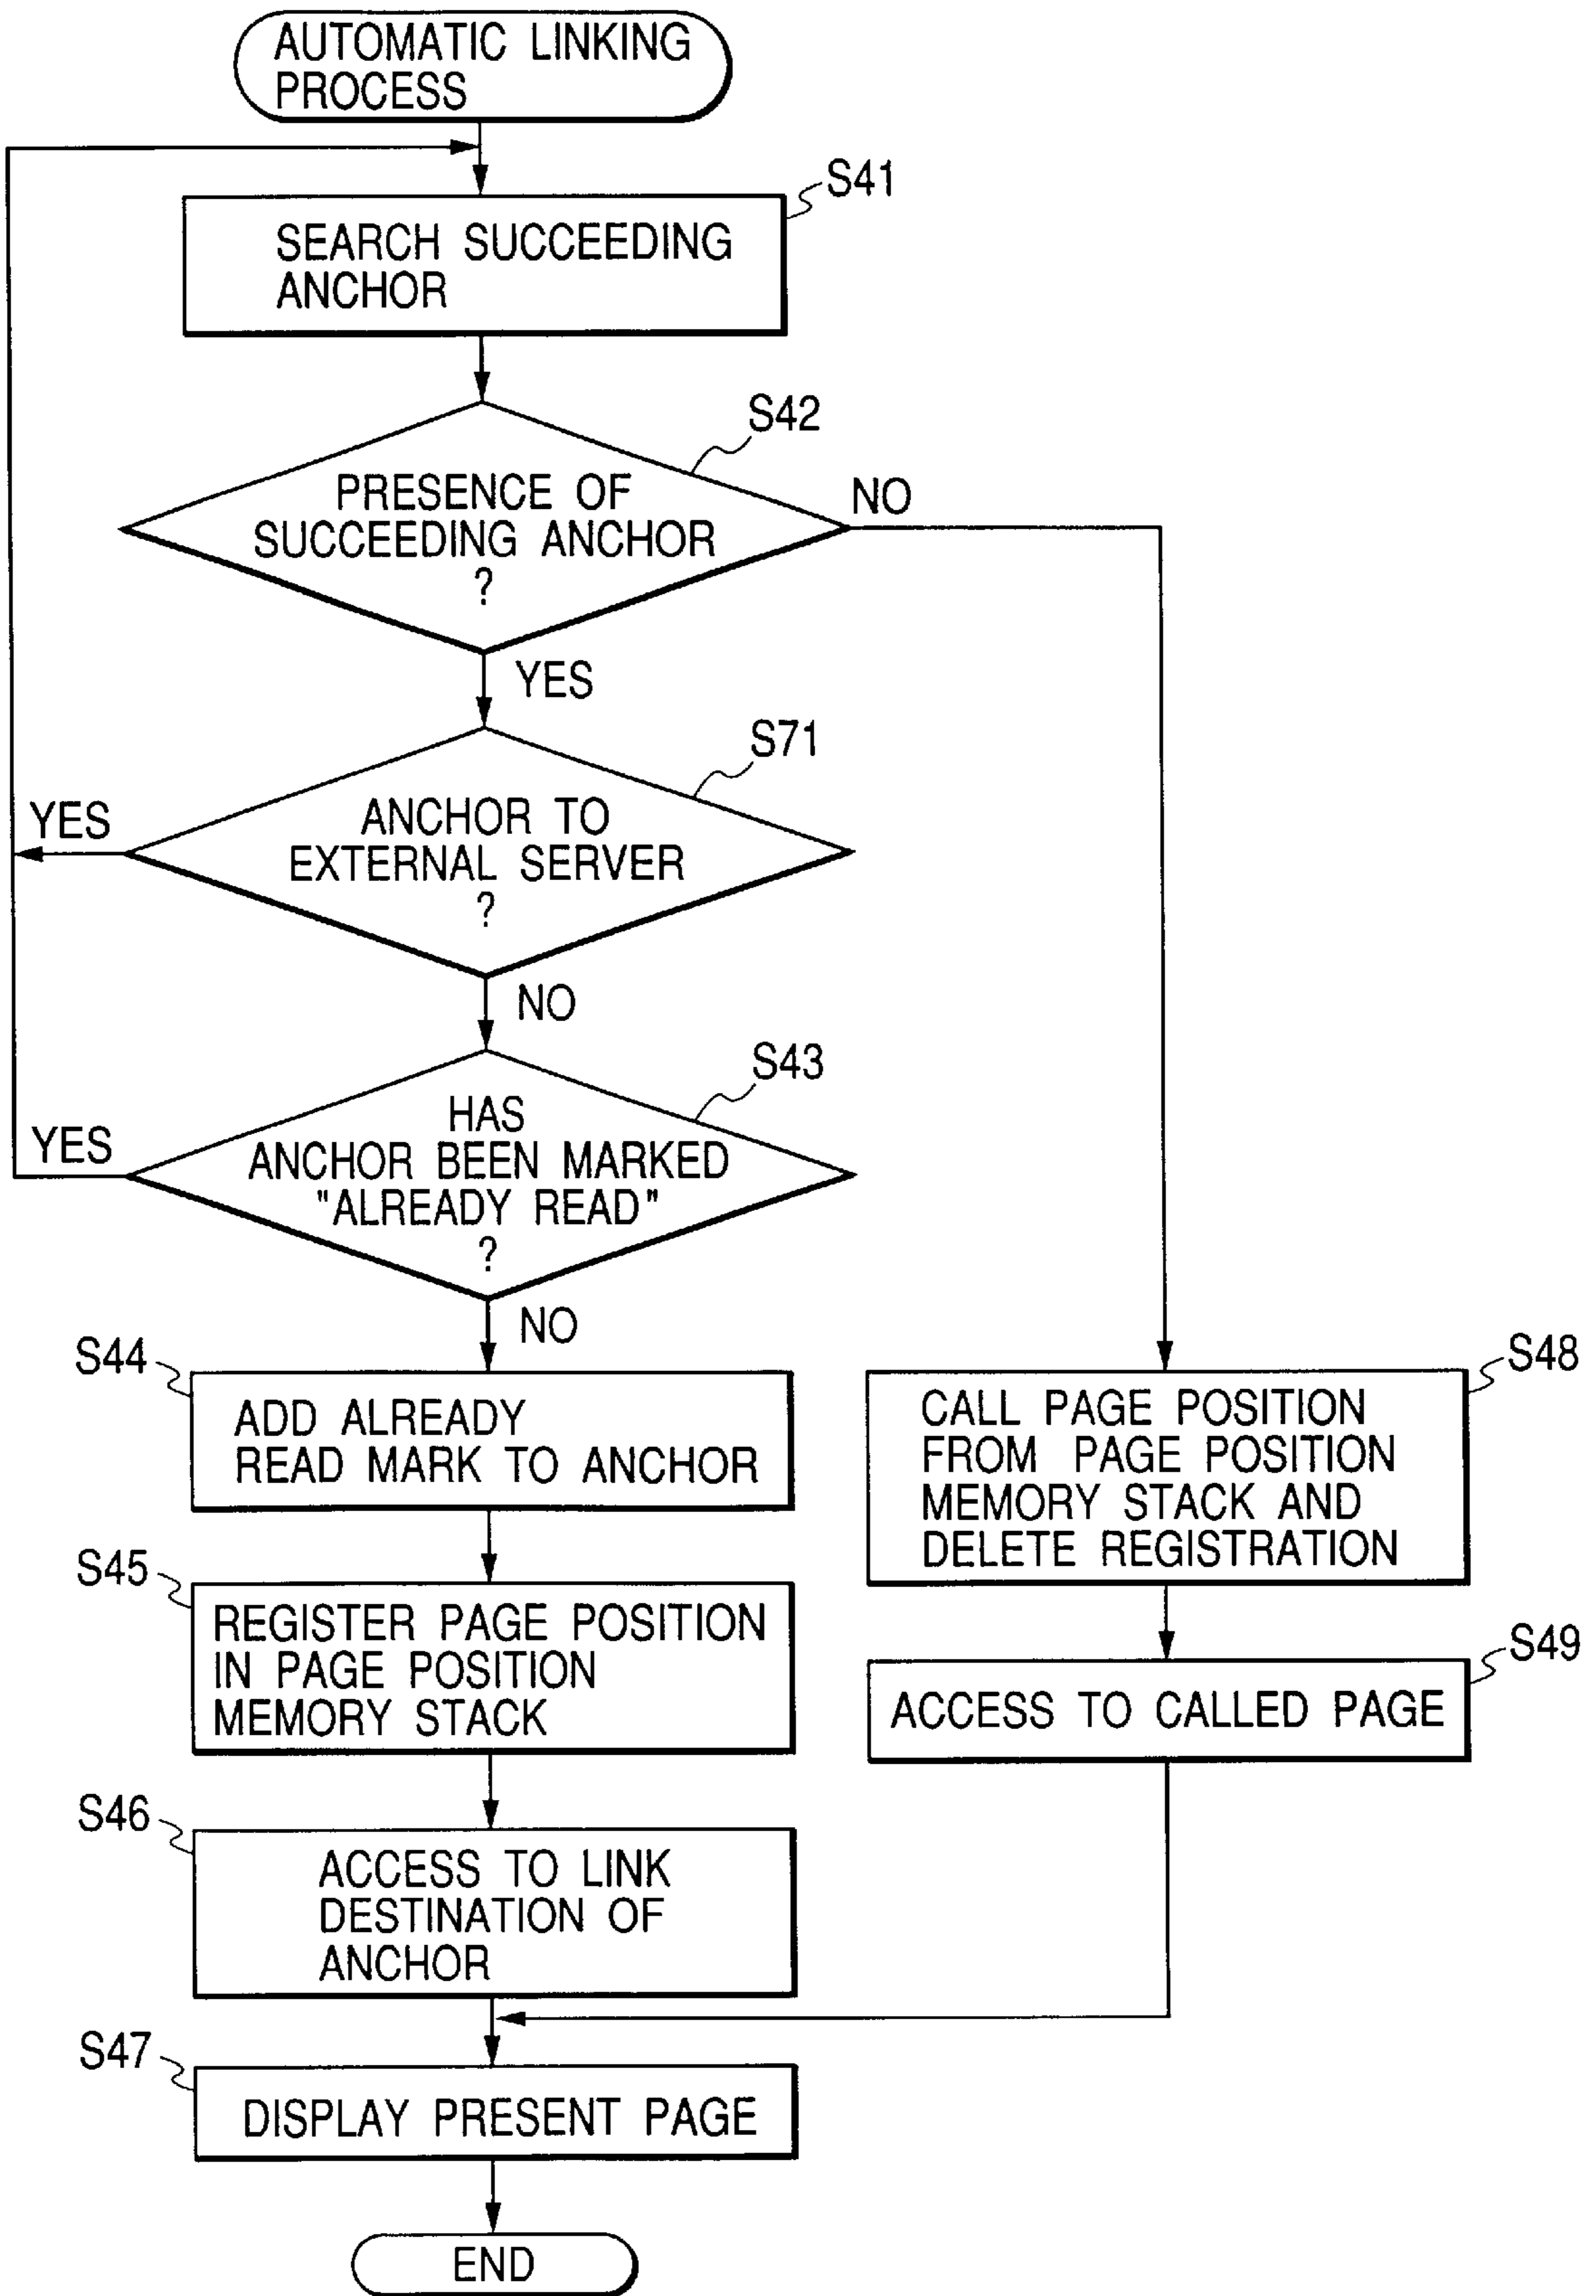 AUTOMATIC LINKING
PROCESS
S41
SEARCH SUCCEEDING
ANCHOR
S42
PRESENCE OF
SUCCEEDING ANCHOR
?
NO
YES
S71
ANCHOR TO
EXTERNAL SERVER
?
YES
NO
S43
HAS
ANCHOR BEEN MARKED
"ALREADY READ"
?
YES
NO
S44
ADD ALREADY
READ MARK TO ANCHOR
S48
CALL PAGE POSITION
FROM PAGE POSITION
MEMORY STACK AND
DELETE REGISTRATION
S45
REGISTER PAGE POSITION
IN PAGE POSITION
MEMORY STACK
S49
ACCESS TO CALLED PAGE
S46
ACCESS TO LINK
DESTINATION OF
ANCHOR
S47
DISPLAY PRESENT PAGE
END